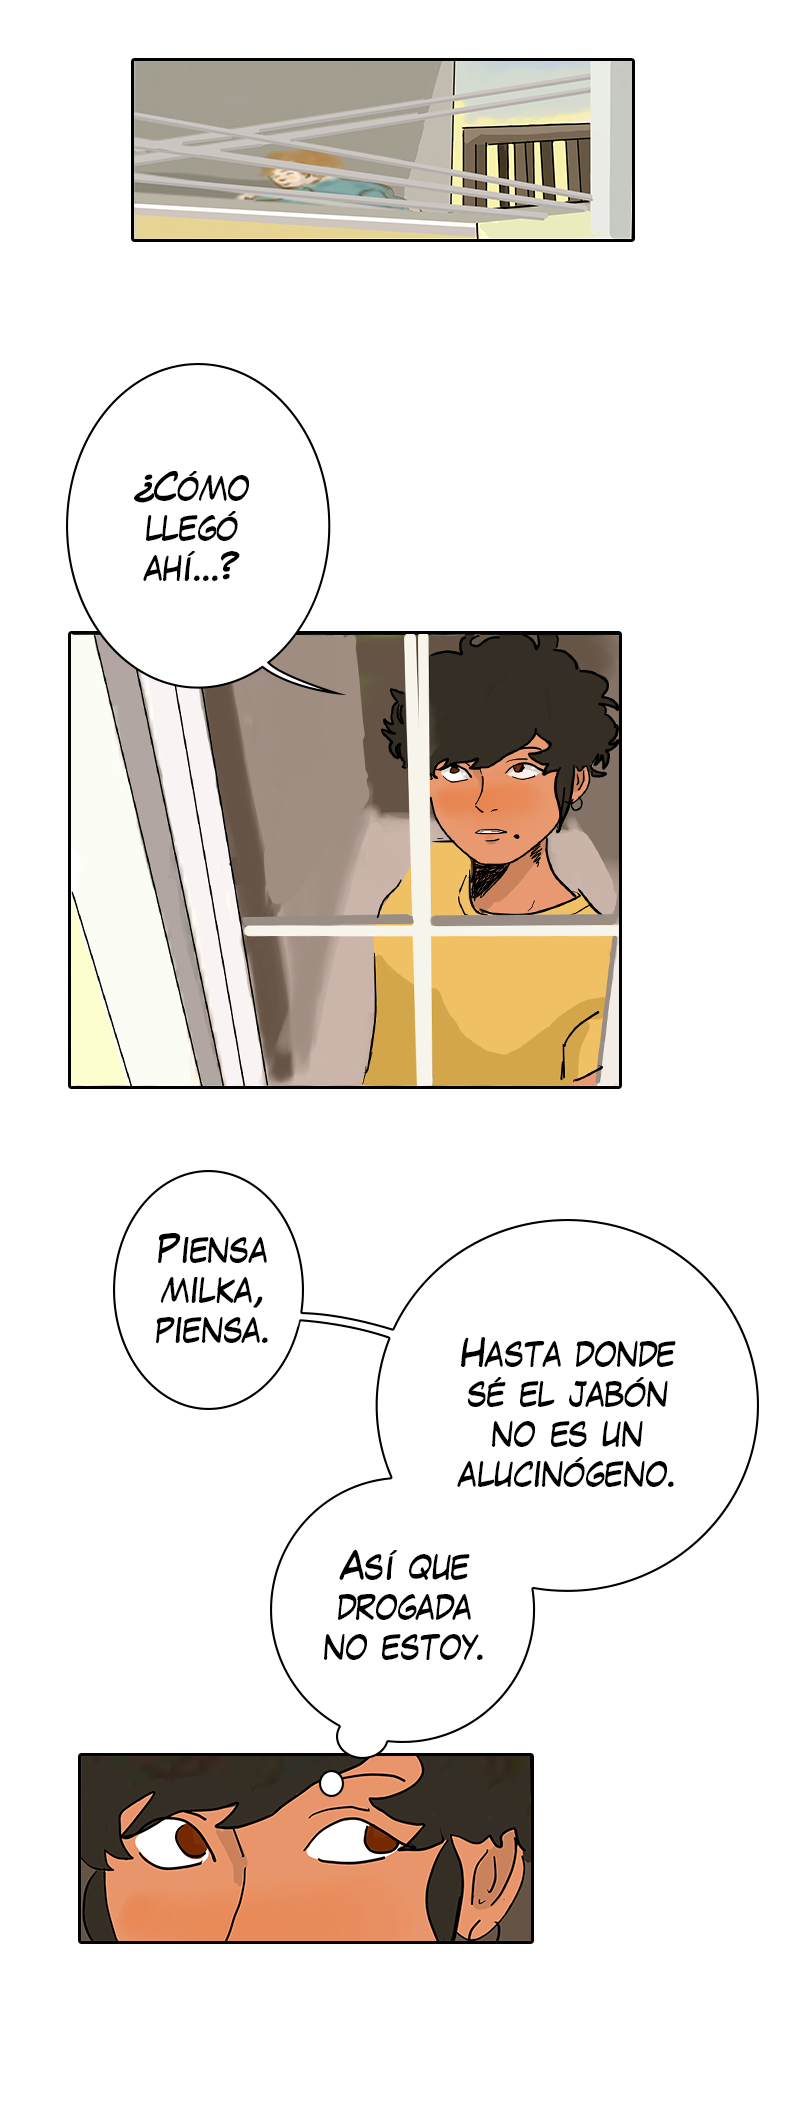 ¿Cómo
llegó
ahí...?
Piensa
milka,
piensa.
Hasta donde
sé el jabón
no es un
alucinógeno.
Así que
drogada
no estoy.